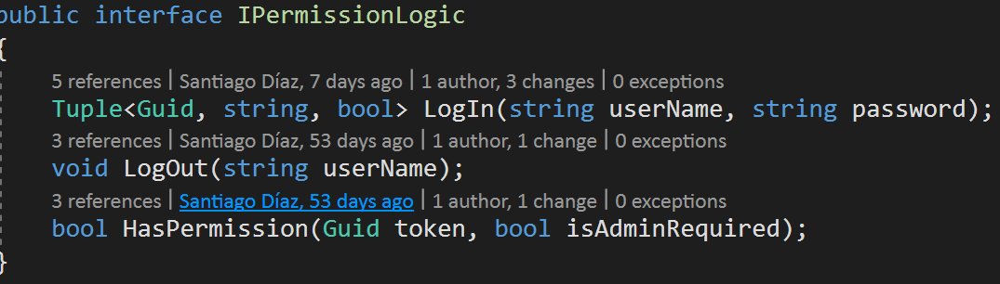 public interface IPermissionLogic
{
5 references | Santiago Díaz, 7 days ago | 1 author, 3 changes | 0 exceptions
Tuple<Guid, string, bool> LogIn(string userName, string password);
3 references | Santiago Díaz, 53 days ago | 1 author, 1 change | 0 exceptions
void LogOut(string userName);
3 references | Santiago Díaz, 53 days ago | 1 author, 1 change | 0 exceptions
bool HasPermission(Guid token, bool isAdminRequired);
}